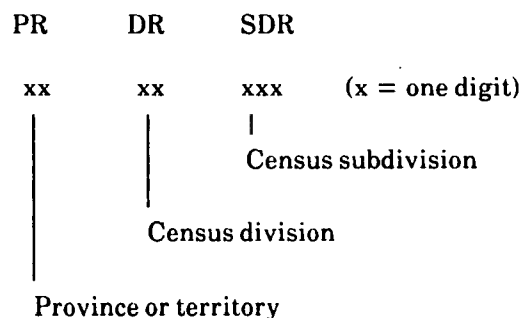 PR DR SDR
xx xx xxx (x = one digit)
Census subdivision
Census division
Province or territory